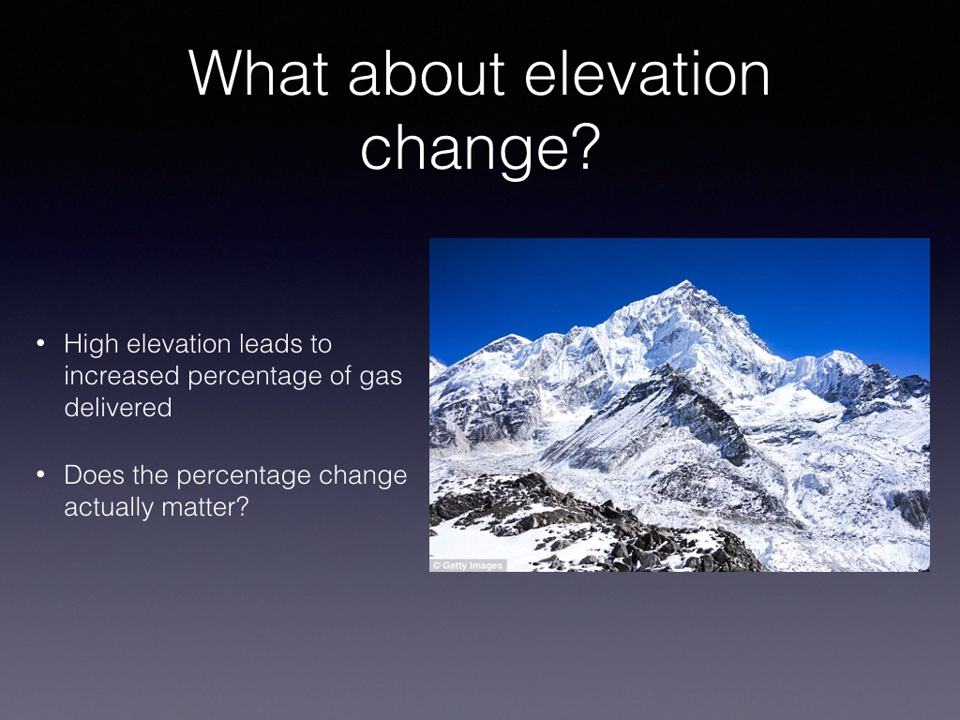 What about elevation
change?
• High elevation leads to
increased percentage of gas
delivered
• Does the percentage change
actually matter?
© Getty Images